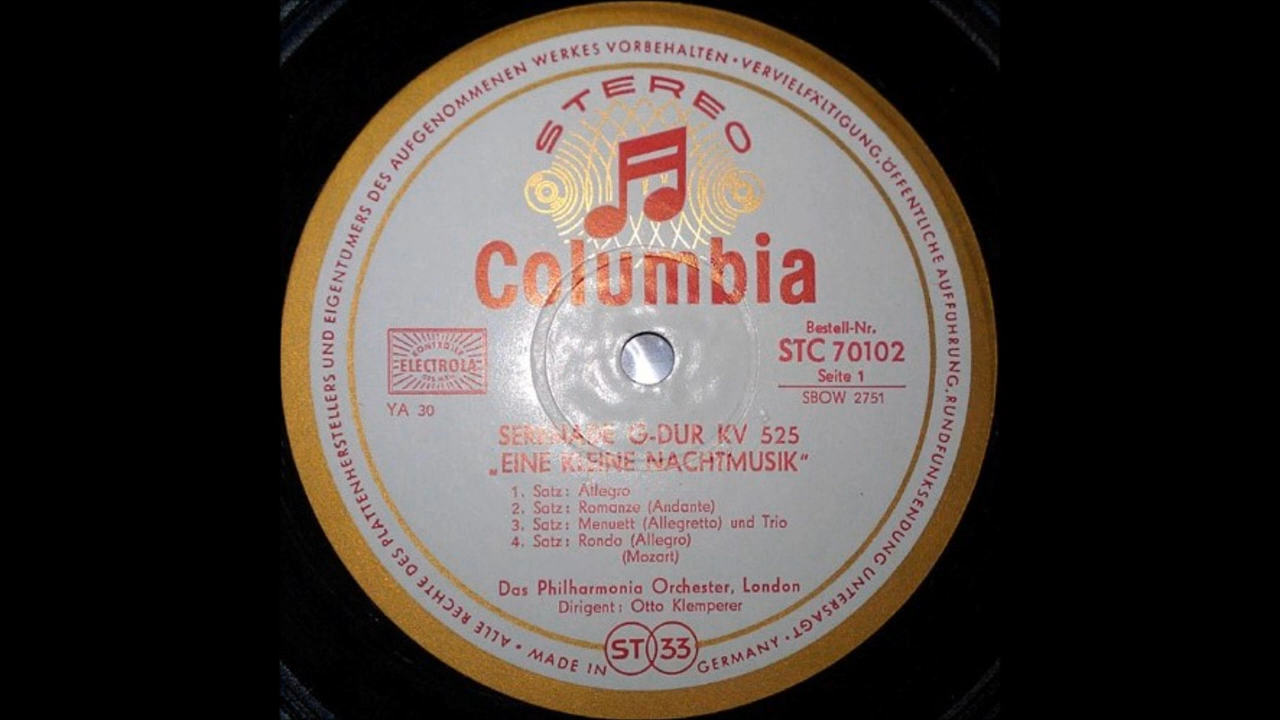 ALLE RECHTE DES PLATTENHERSTELLERS UND EIGENTÜMERS DES AUFGENOMMENEN WERKES VORBEHALTEN • VERVIELFÄLTIGUNG, ÖFFENTLICHE AUFFÜHRUNG, RUNDFUNKSENDUNG UNTERSAGT •
STEREO
Columbia
Bestell-Nr.
STC 70102
Seite 1
SBOW 2751
KONTROLLE
ELECTROLA
YA 30
SERENADE G-DUR KV 525
„EINE KLEINE NACHTMUSIK“
1. Satz: Allegro
2. Satz: Romanze (Andante)
3. Satz: Menuett (Allegretto) und Trio
4. Satz: Rondo (Allegro)
(Mozart)
Das Philharmonia Orchester, London
Dirigent: Otto Klemperer
MADE IN GERMANY
ST 33